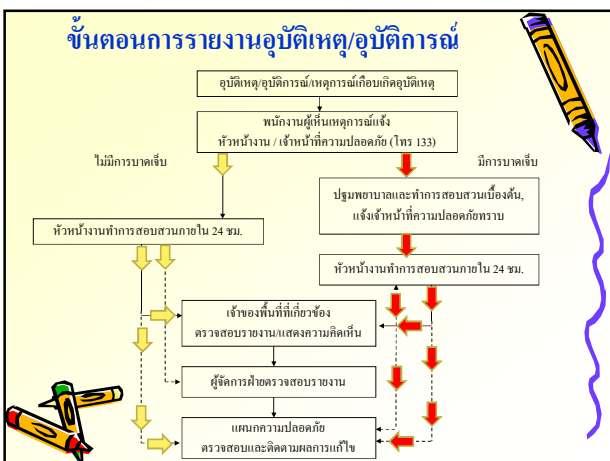 ขั้นตอนการรายงานอุบัติเหตุ/อุบัติการณ์
อุบัติเหตุ/อุบัติการณ์/เหตุการณ์เกือบเกิดอุบัติเหตุ
พนักงานผู้เห็นเหตุการณ์แจ้ง
หัวหน้างาน / เจ้าหน้าที่ความปลอดภัย (โทร 133)
ไม่มีการบาดเจ็บ
มีการบาดเจ็บ
ปฐมพยาบาลและทำการสอบสวนเบื้องต้น,
แจ้งเจ้าหน้าที่ความปลอดภัยทราบ
หัวหน้างานทำการสอบสวนภายใน 24 ชม.
หัวหน้างานทำการสอบสวนภายใน 24 ชม.
เจ้าของพื้นที่ที่เกี่ยวข้อง
ตรวจสอบรายงาน/แสดงความคิดเห็น
ผู้จัดการฝ่ายตรวจสอบรายงาน
แผนกความปลอดภัย
ตรวจสอบและติดตามผลการแก้ไข